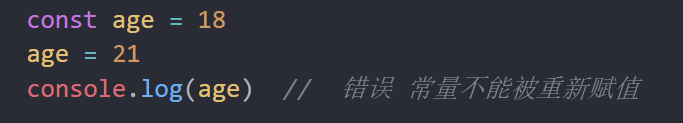 const age = 18
age = 21
console.log(age)  //  错误 常量不能被重新赋值